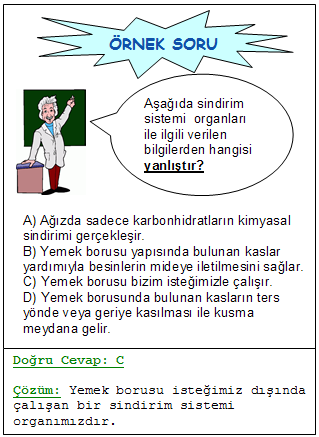 ÖRNEK SORU
Aşağıda sindirim
sistemi organları
ile ilgili verilen
bilgilerden hangisi
yanlıştır?
A) Ağızda sadece karbonhidratların kimyasal
sindirimi gerçekleşir.
B) Yemek borusu yapısında bulunan kaslar
yardımıyla besinlerin mideye iletilmesini sağlar.
C) Yemek borusu bizim isteğimizle çalışır.
D) Yemek borusunda bulunan kasların ters
yönde veya geriye kasılması ile kusma
meydana gelir.
Doğru Cevap: C
Çözüm: Yemek borusu isteğimiz dışında
çalışan bir sindirim sistemi
organımızdır.